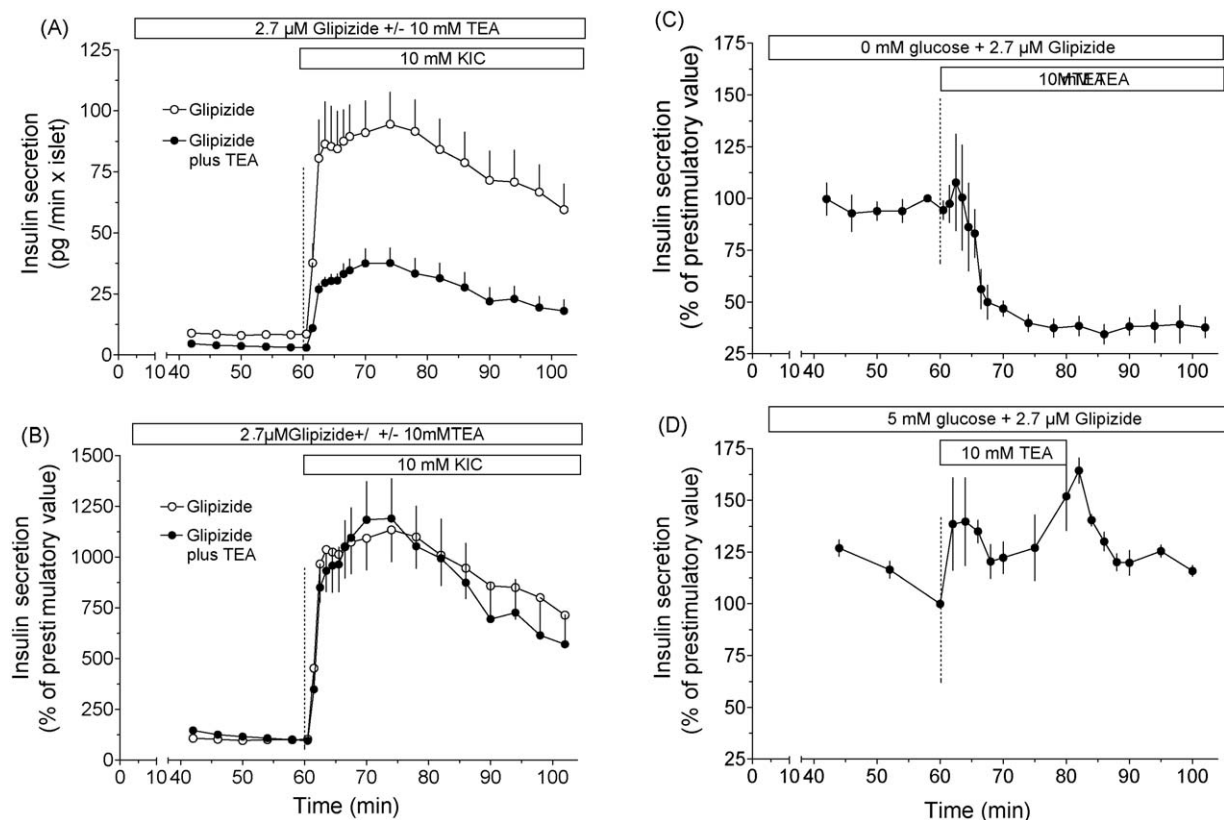 (A)
2.7 µM Glipizide +/- 10 mM TEA
10 mM KIC
125
100
75
50
25
0
Insulin secretion
(pg /min x islet)
Glipizide
Glipizide
plus TEA
0 10 40 50 60 70 80 90 100
(B)
2.7µMGlipizide+/ +/- 10mMTEA
10 mM KIC
1500
1250
1000
750
500
250
0
Insulin secretion
(% of prestimulatory value)
Glipizide
Glipizide
plus TEA
0 10 40 50 60 70 80 90 100
Time (min)
(C)
0 mM glucose + 2.7 µM Glipizide
175
150
125
100
75
50
25
Insulin secretion
(% of prestimulatory value)
0 10 40 50 60 70 80 90 100
(D)
5 mM glucose + 2.7 µM Glipizide
10 mM TEA
175
150
125
100
75
50
25
Insulin secretion
(% of prestimulatory value)
0 10 40 50 60 70 80 90 100
Time (min)